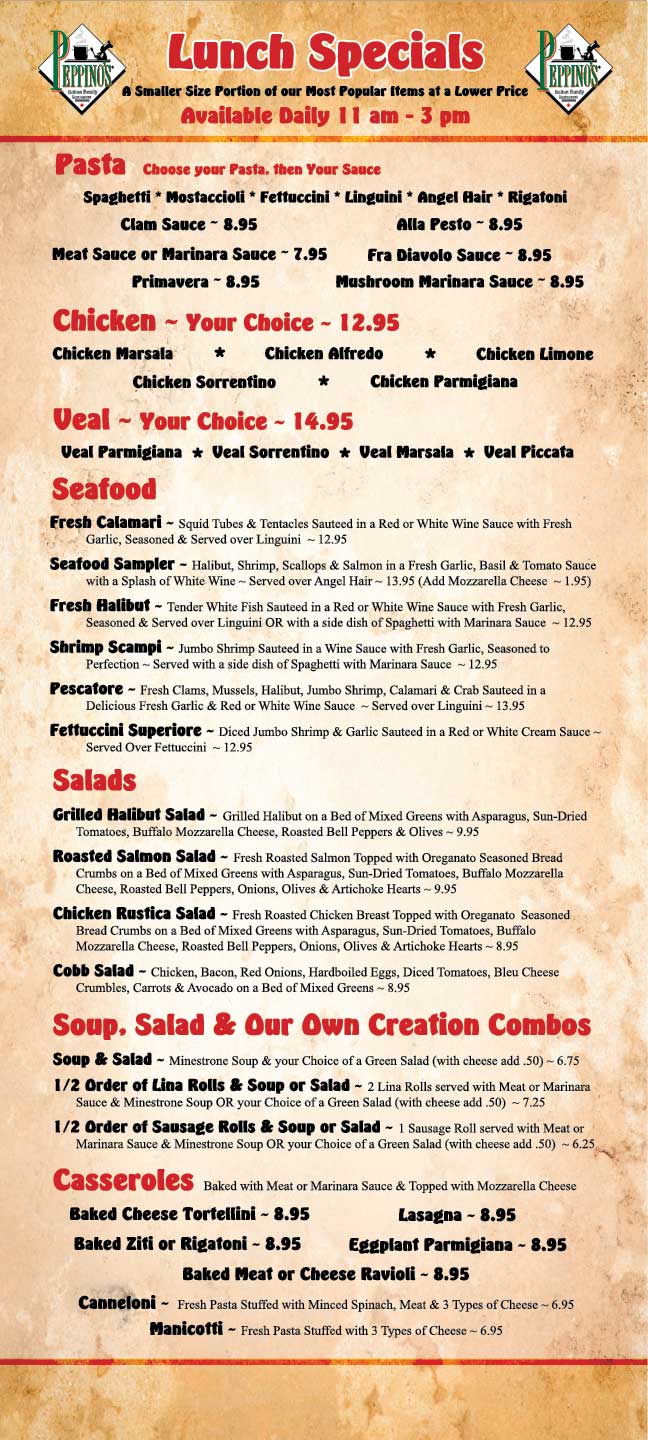 PEPPINO'S
Italian Family
Restaurant
Lunch Specials
PEPPINO'S
Italian Family
Restaurant
A Smaller Size Portion of our Most Popular Items at a Lower Price
Available Daily 11 am - 3 pm
Pasta Choose your Pasta, then Your Sauce
Spaghetti * Mostaccioli * Fettuccini * Linguini * Angel Hair * Rigatoni
Clam Sauce ~ 8.95 Alla Pesto ~ 8.95
Meat Sauce or Marinara Sauce ~ 7.95 Fra Diavolo Sauce ~ 8.95
Primavera ~ 8.95 Mushroom Marinara Sauce ~ 8.95
Chicken ~ Your Choice ~ 12.95
Chicken Marsala * Chicken Alfredo * Chicken Limone
Chicken Sorrentino * Chicken Parmigiana
Veal ~ Your Choice ~ 14.95
Veal Parmigiana * Veal Sorrentino * Veal Marsala * Veal Piccata
Seafood
Fresh Calamari ~ Squid Tubes & Tentacles Sauteed in a Red or White Wine Sauce with Fresh
Garlic, Seasoned & Served over Linguini ~ 12.95
Seafood Sampler ~ Halibut, Shrimp, Scallops & Salmon in a Fresh Garlic, Basil & Tomato Sauce
with a Splash of White Wine ~ Served over Angel Hair ~ 13.95 (Add Mozzarella Cheese ~ 1.95)
Fresh Halibut ~ Tender White Fish Sauteed in a Red or White Wine Sauce with Fresh Garlic,
Seasoned & Served over Linguini OR with a side dish of Spaghetti with Marinara Sauce ~ 12.95
Shrimp Scampi ~ Jumbo Shrimp Sauteed in a Wine Sauce with Fresh Garlic, Seasoned to
Perfection ~ Served with a side dish of Spaghetti with Marinara Sauce ~ 12.95
Pescatore ~ Fresh Clams, Mussels, Halibut, Jumbo Shrimp, Calamari & Crab Sauteed in a
Delicious Fresh Garlic & Red or White Wine Sauce ~ Served over Linguini ~ 13.95
Fettuccini Superiore ~ Diced Jumbo Shrimp & Garlic Sauteed in a Red or White Cream Sauce ~
Served Over Fettuccini ~ 12.95
Salads
Grilled Halibut Salad ~ Grilled Halibut on a Bed of Mixed Greens with Asparagus, Sun-Dried
Tomatoes, Buffalo Mozzarella Cheese, Roasted Bell Peppers & Olives ~ 9.95
Roasted Salmon Salad ~ Fresh Roasted Salmon Topped with Oreganato Seasoned Bread
Crumbs on a Bed of Mixed Greens with Asparagus, Sun-Dried Tomatoes, Buffalo Mozzarella
Cheese, Roasted Bell Peppers, Onions, Olives & Artichoke Hearts ~ 9.95
Chicken Rustica Salad ~ Fresh Roasted Chicken Breast Topped with Oreganato Seasoned
Bread Crumbs on a Bed of Mixed Greens with Asparagus, Sun-Dried Tomatoes, Buffalo
Mozzarella Cheese, Roasted Bell Peppers, Onions, Olives & Artichoke Hearts ~ 8.95
Cobb Salad ~ Chicken, Bacon, Red Onions, Hardboiled Eggs, Diced Tomatoes, Bleu Cheese
Crumbles, Carrots & Avocado on a Bed of Mixed Greens ~ 8.95
Soup, Salad & Our Own Creation Combos
Soup & Salad ~ Minestrone Soup & your Choice of a Green Salad (with cheese add .50) ~ 6.75
1/2 Order of Lina Rolls & Soup or Salad ~ 2 Lina Rolls served with Meat or Marinara
Sauce & Minestrone Soup OR your Choice of a Green Salad (with cheese add .50) ~ 7.25
1/2 Order of Sausage Rolls & Soup or Salad ~ 1 Sausage Roll served with Meat or
Marinara Sauce & Minestrone Soup OR your Choice of a Green Salad (with cheese add .50) ~ 6.25
Casseroles Baked with Meat or Marinara Sauce & Topped with Mozzarella Cheese
Baked Cheese Tortellini ~ 8.95 Lasagna ~ 8.95
Baked Ziti or Rigatoni ~ 8.95 Eggplant Parmigiana ~ 8.95
Baked Meat or Cheese Ravioli ~ 8.95
Canneloni ~ Fresh Pasta Stuffed with Minced Spinach, Meat & 3 Types of Cheese ~ 6.95
Manicotti ~ Fresh Pasta Stuffed with 3 Types of Cheese ~ 6.95